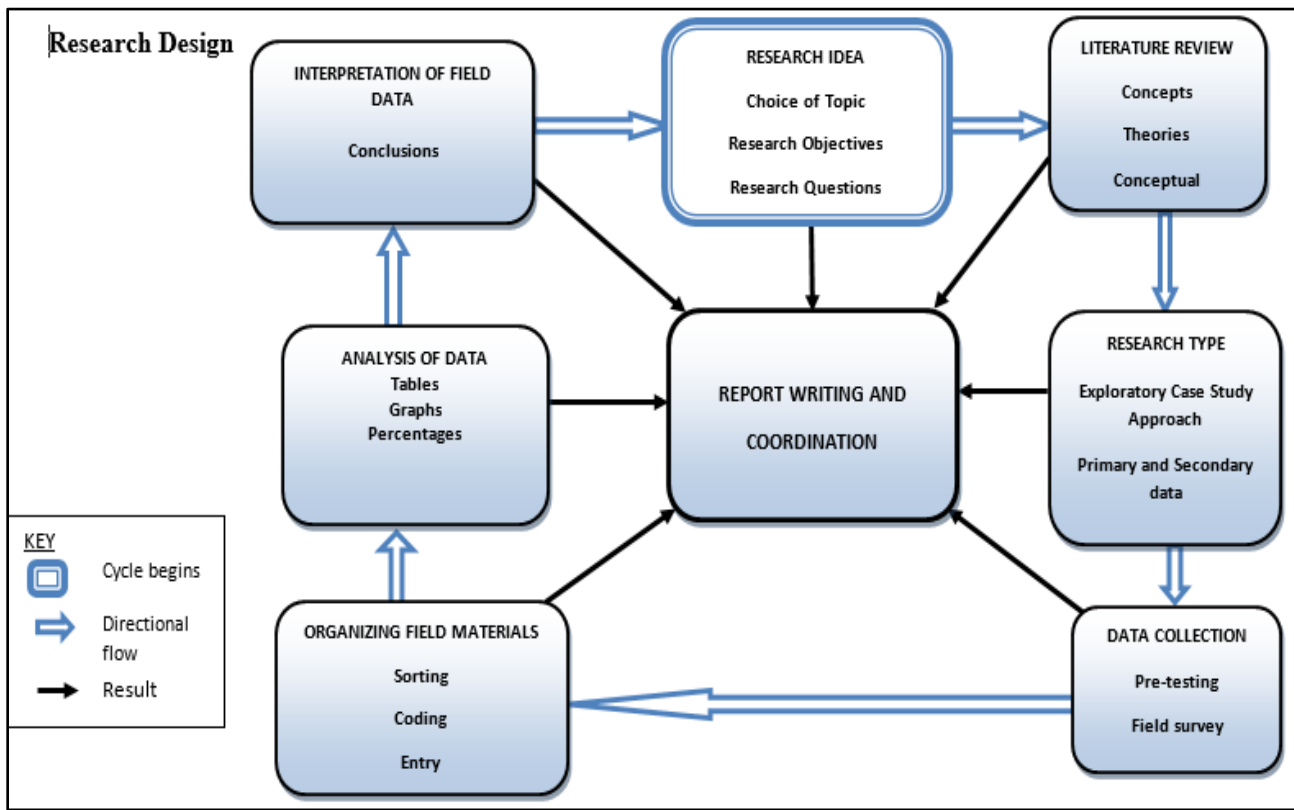 Research Design
INTERPRETATION OF FIELD
DATA
Conclusions
RESEARCH IDEA
Choice of Topic
Research Objectives
Research Questions
LITERATURE REVIEW
Concepts
Theories
Conceptual
ANALYSIS OF DATA
Tables
Graphs
Percentages
REPORT WRITING AND
COORDINATION
RESEARCH TYPE
Exploratory Case Study
Approach
Primary and Secondary
data
KEY
Cycle begins
Directional
flow
Result
ORGANIZING FIELD MATERIALS
Sorting
Coding
Entry
DATA COLLECTION
Pre-testing
Field survey